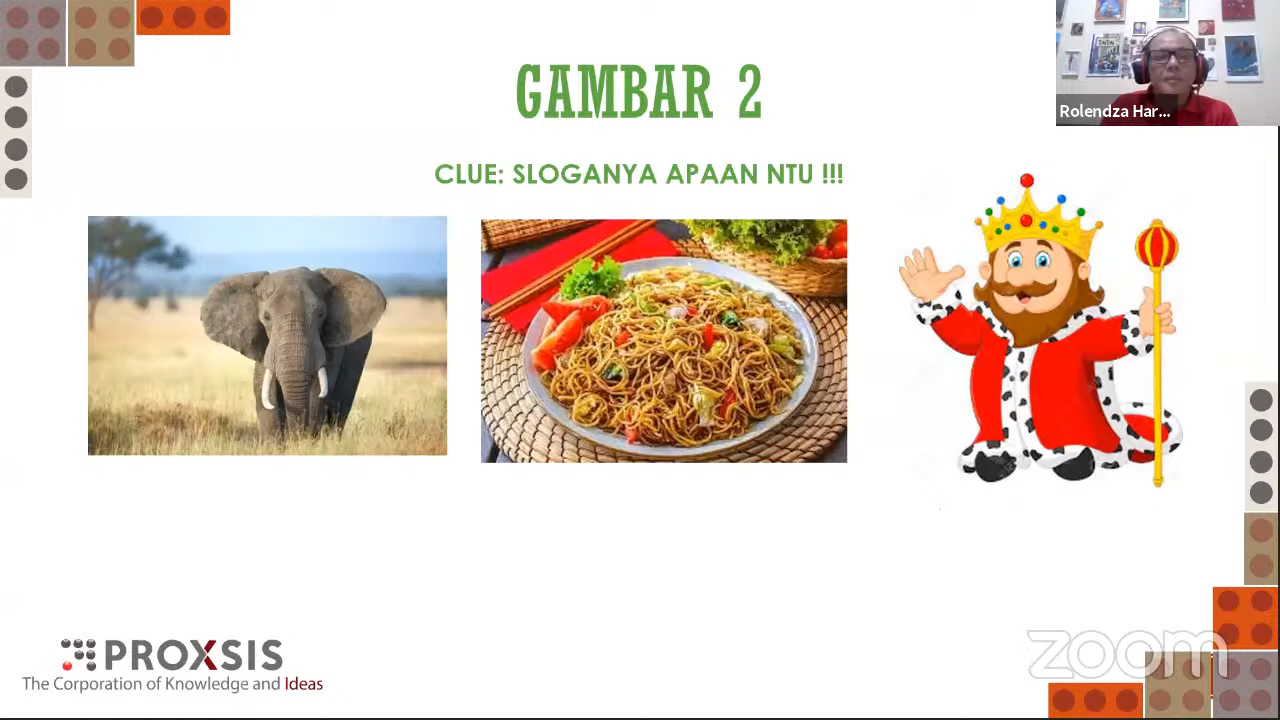 GAMBAR 2
Rolendza Har...
CLUE: SLOGANYA APAAN NTU !!!
PROXSIS
The Corporation of Knowledge and Ideas
zoom